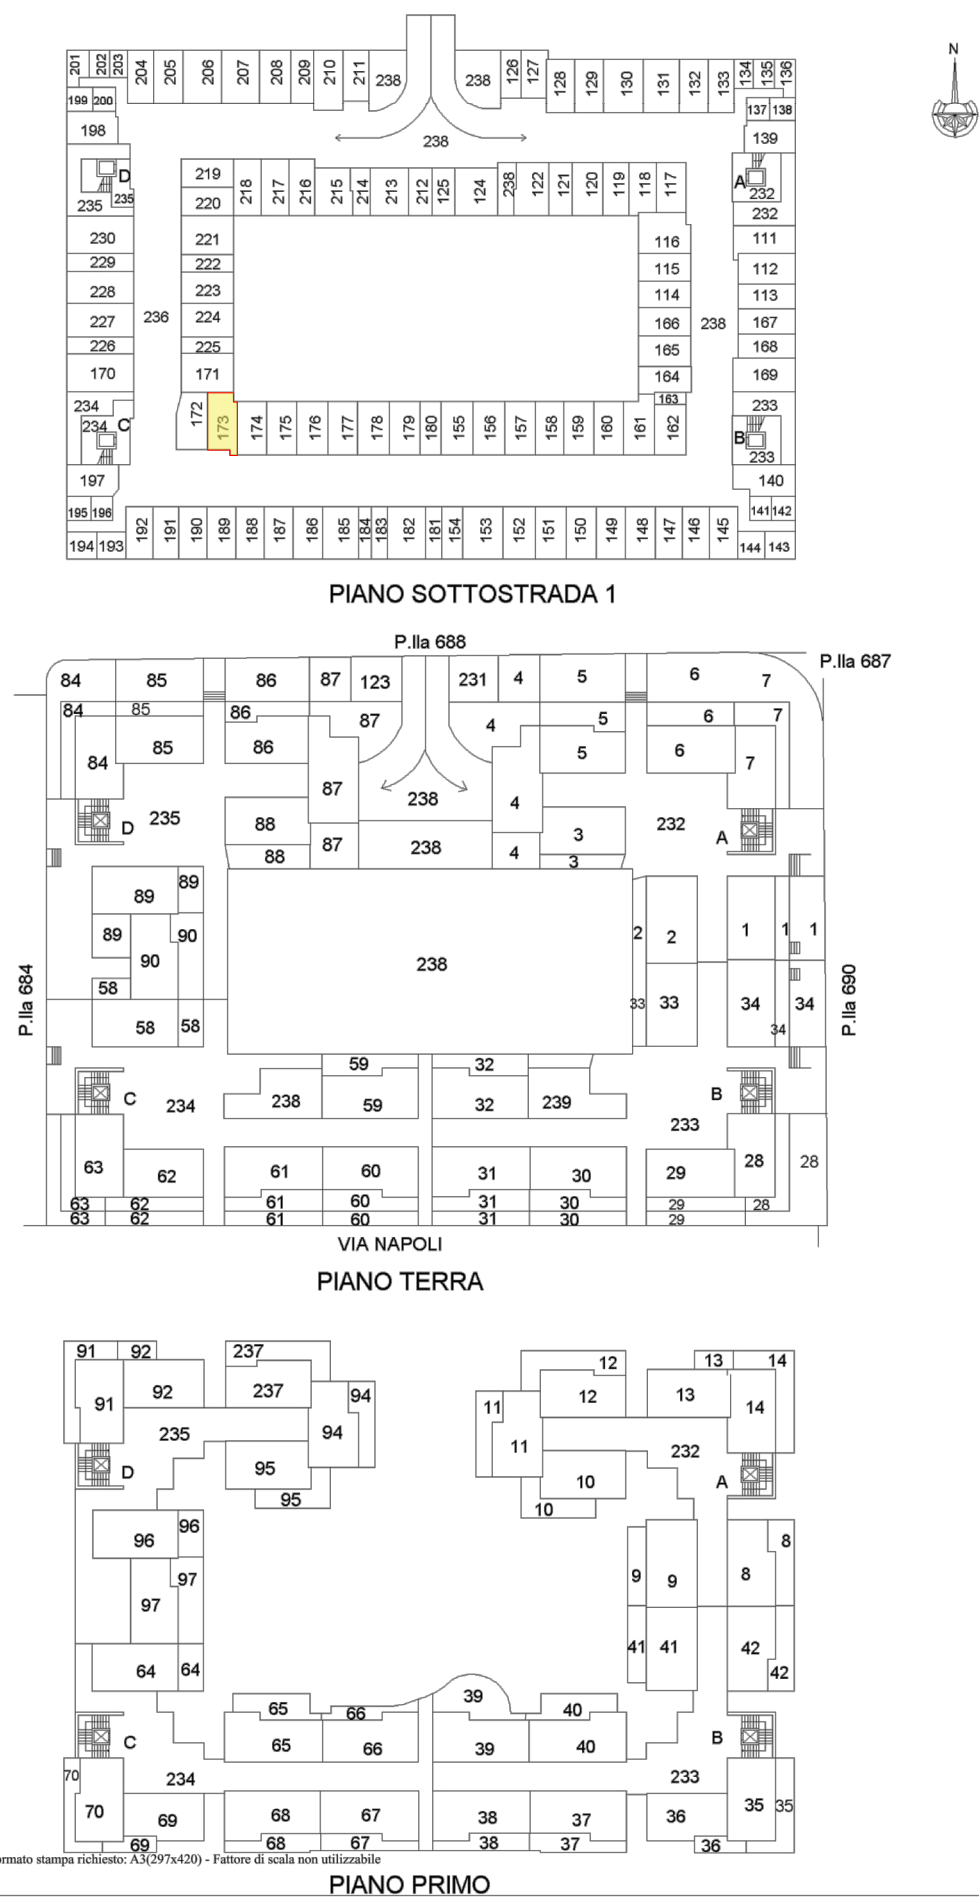 N
201 202 203 204 205 206 207 208 209 210 211 238 238 126 127 128 129 130 131 132 133 134 135 136
199 200 137 138
198 238 139
D A
219 218 217 216 215 214 213 212 125 124 238 122 121 120 119 118 117
235 235 220 232
232
230 221 116 111
229 222 115 112
228 223 114 113
227 236 224 166 238 167
226 225 165 168
170 171 164 169
234 172 163 233
234 C 173 174 175 176 177 178 179 180 155 156 157 158 159 160 161 162 B
233
197 140
195 196 141 142
192 191 190 189 188 187 186 185 184 183 182 181 154 153 152 151 150 149 148 147 146 145
194 193 144 143
PIANO SOTTOSTRADA 1
P.lla 688
P.lla 687
84 85 86 87 123 231 4 5 6 7
84 85 86 87 4 5 6 7
84 85 86 87 5 6 7
238 4
D 235 88 3 232 A
88 87 238 4 3
89 89
89 90 90 238 2 2 1 1 1
58
P.lla 684 33 33 34 34 34 P.lla 690
58 58
59 32
C 234 238 59 32 239 B
233
63 62 61 60 31 30 29 28 28
63 62 61 60 31 30 29 28
63 62 61 60 31 30 29
VIA NAPOLI
PIANO TERRA
91 92 237 12 13 14
91 92 237 94 12 13 14
235 94 11 11 232
D 95 10 A
95 10
96 96 8
97 97 9 9 8
64 64 41 41 42 42
65 66 39 40
C 65 66 39 40 B
70 234 233
70 69 68 67 38 37 36 35 35
69 68 67 38 37 36
ormato stampa richiesto: A3(297x420) - Fattore di scala non utilizzabile
PIANO PRIMO